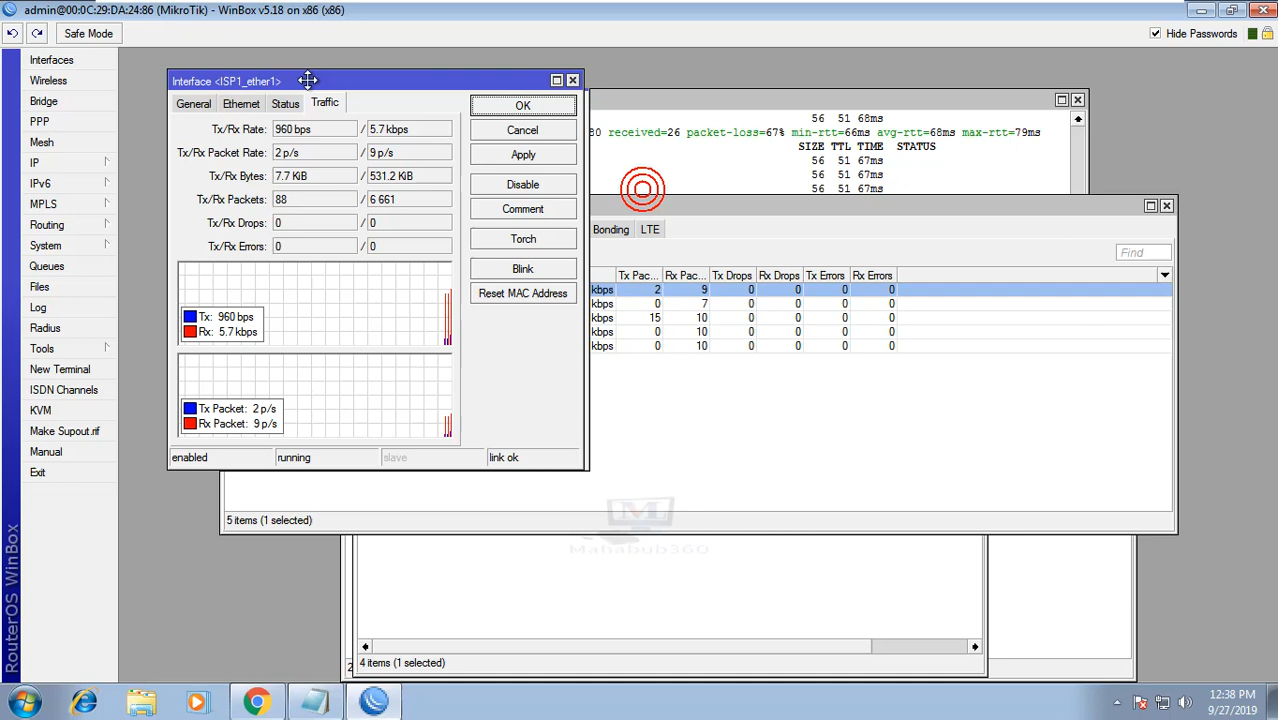 admin@00:0C:29:DA:24:86 (MikroTik) - WinBox v5.18 on x86 (x86)
Safe Mode
Hide Passwords
Interfaces
Wireless
Bridge
PPP
Mesh
IP
IPv6
MPLS
Routing
System
Queues
Files
Log
Radius
Tools
New Terminal
ISDN Channels
KVM
Make Supout.rif
Manual
Exit
RouterOS WinBox
Interface <ISP1_ether1>
General Ethernet Status Traffic
Tx/Rx Rate: 960 bps / 5.7 kbps
Tx/Rx Packet Rate: 2 p/s / 9 p/s
Tx/Rx Bytes: 7.7 KiB / 531.2 KiB
Tx/Rx Packets: 88 / 6 661
Tx/Rx Drops: 0 / 0
Tx/Rx Errors: 0 / 0
Tx: 960 bps
Rx: 5.7 kbps
Tx Packet: 2 p/s
Rx Packet: 9 p/s
enabled running slave link ok
OK
Cancel
Apply
Disable
Comment
Torch
Blink
Reset MAC Address
56 51 68ms
80 received=26 packet-loss=67% min-rtt=66ms avg-rtt=68ms max-rtt=79ms
SIZE TTL TIME STATUS
56 51 67ms
56 51 67ms
56 51 68ms
Bonding LTE
Find
Tx Pac... Rx Pac... Tx Drops Rx Drops Tx Errors Rx Errors
kbps 2 9 0 0 0 0
kbps 0 7 0 0 0 0
kbps 15 10 0 0 0 0
kbps 0 10 0 0 0 0
kbps 0 10 0 0 0 0
5 items (1 selected)
Mahabob360
2
4 items (1 selected)
12:38 PM
9/27/2019